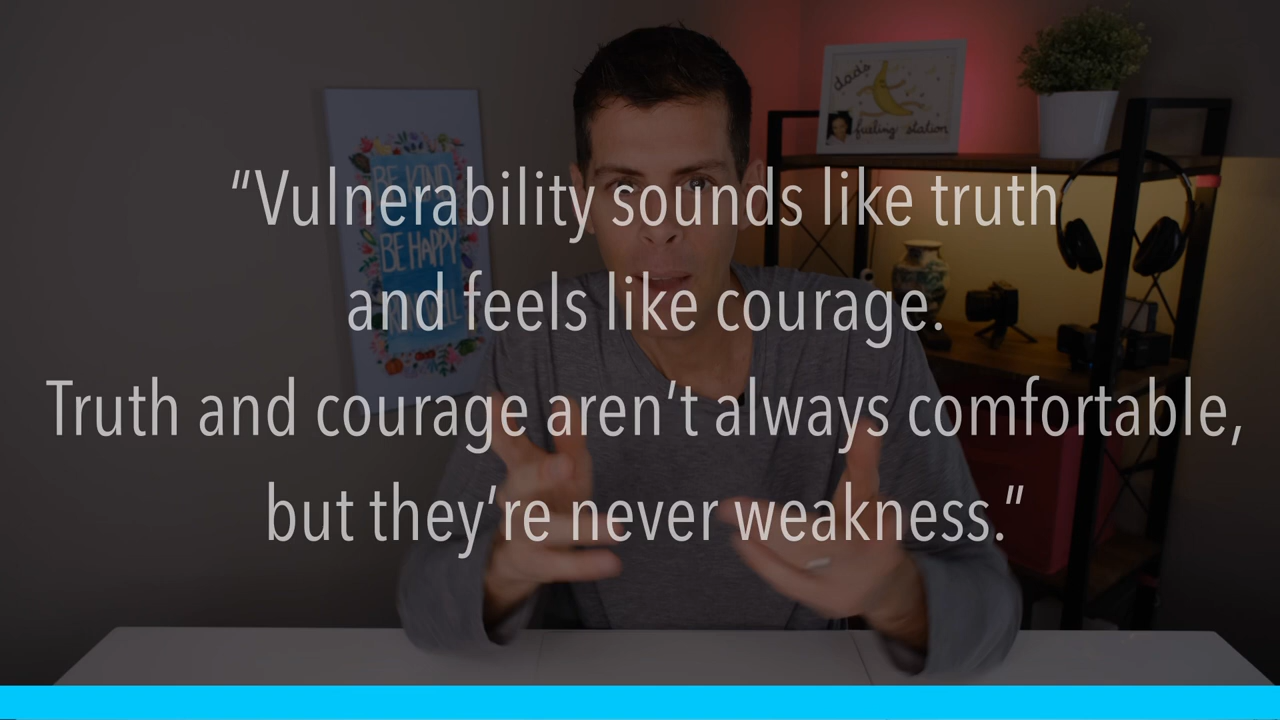 “Vulnerability sounds like truth
and feels like courage.
Truth and courage aren’t always comfortable,
but they’re never weakness.”
BE KIND
BE HAPPY
dad's
fueling station